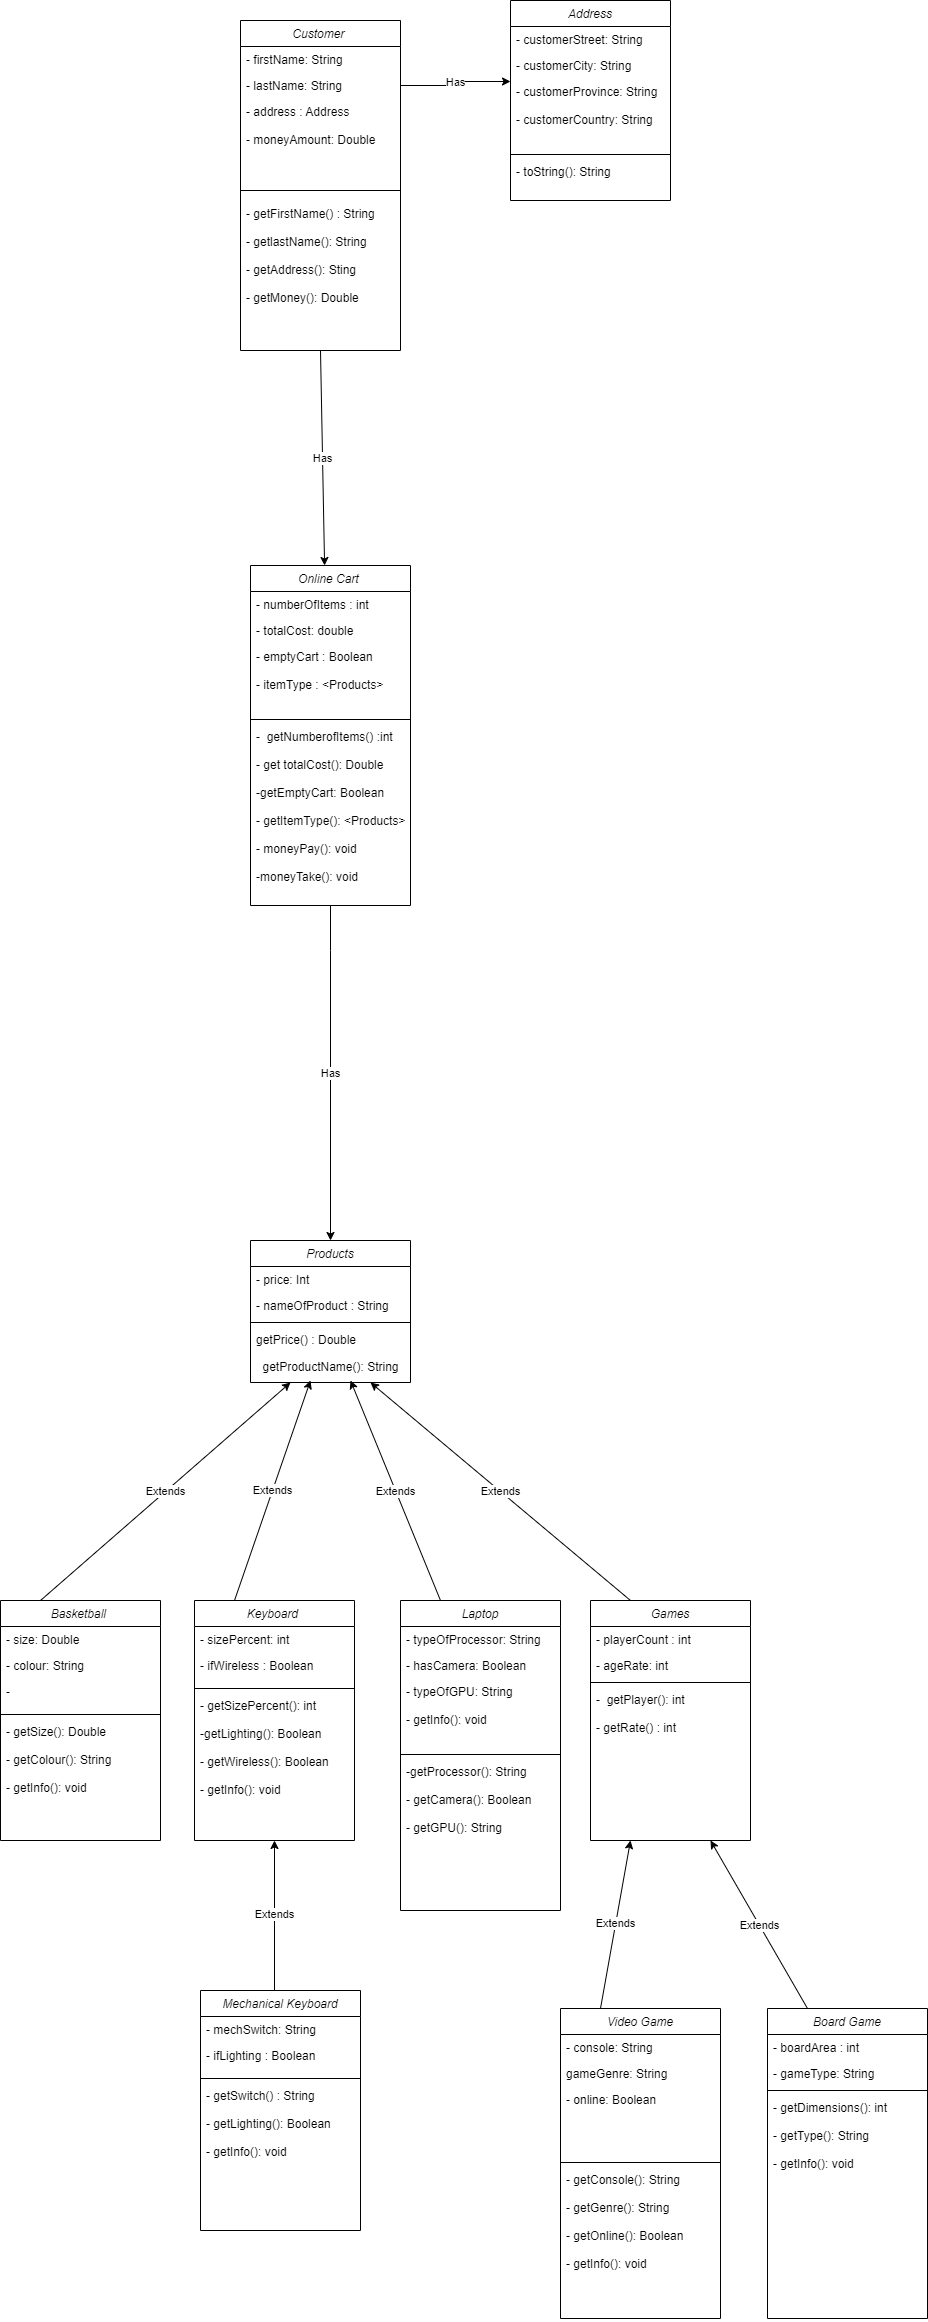 Customer
- firstName: String
- lastName: String
- address : Address
- moneyAmount: Double
- getFirstName() : String
- getlastName(): String
- getAddress(): Sting
- getMoney(): Double
Has
Address
- customerStreet: String
- customerCity: String
- customerProvince: String
- customerCountry: String
- toString(): String
Has
Online Cart
- numberOfItems : int
- totalCost: double
- emptyCart : Boolean
- itemType : <Products>
-  getNumberofItems() :int
- get totalCost(): Double
-getEmptyCart: Boolean
- getItemType(): <Products>
- moneyPay(): void
-moneyTake(): void
Has
Products
- price: Int
- nameOfProduct : String
getPrice() : Double
getProductName(): String
Extends
Extends
Extends
Extends
Basketball
- size: Double
- colour: String
-
- getSize(): Double
- getColour(): String
- getInfo(): void
Keyboard
- sizePercent: int
- ifWireless : Boolean
- getSizePercent(): int
-getLighting(): Boolean
- getWireless(): Boolean
- getInfo(): void
Laptop
- typeOfProcessor: String
- hasCamera: Boolean
- typeOfGPU: String
- getInfo(): void
-getProcessor(): String
- getCamera(): Boolean
- getGPU(): String
Games
- playerCount : int
- ageRate: int
-  getPlayer(): int
- getRate() : int
Extends
Extends
Extends
Mechanical Keyboard
- mechSwitch: String
- ifLighting : Boolean
- getSwitch() : String
- getLighting(): Boolean
- getInfo(): void
Video Game
- console: String
gameGenre: String
- online: Boolean
- getConsole(): String
- getGenre(): String
- getOnline(): Boolean
- getInfo(): void
Board Game
- boardArea : int
- gameType: String
- getDimensions(): int
- getType(): String
- getInfo(): void